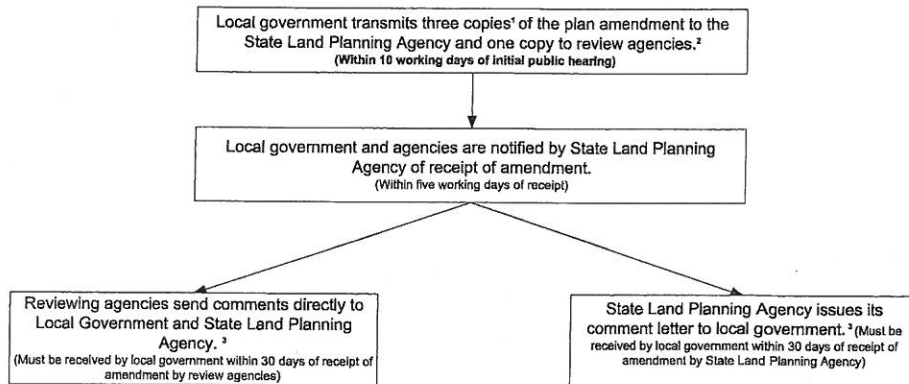 Local government transmits three copies¹ of the plan amendment to the
State Land Planning Agency and one copy to review agencies.²
(Within 10 working days of initial public hearing)
Local government and agencies are notified by State Land Planning
Agency of receipt of amendment.
(Within five working days of receipt)
Reviewing agencies send comments directly to
Local Government and State Land Planning
Agency. ³
(Must be received by local government within 30 days of receipt of
amendment by review agencies)
State Land Planning Agency issues its
comment letter to local government. ³ (Must be
received by local government within 30 days of receipt of
amendment by State Land Planning Agency)